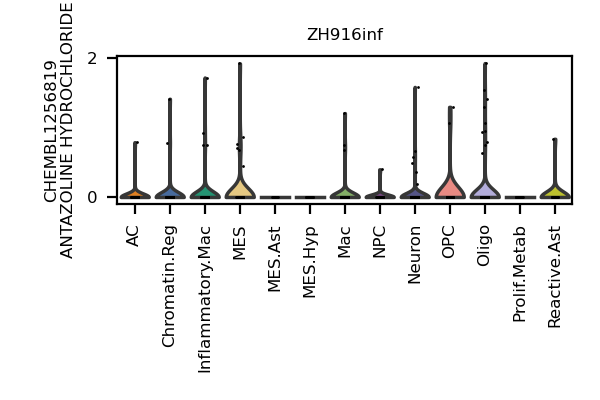 ZH916inf
CHEMBL1256819
ANTAZOLINE HYDROCHLORIDE
2
0
AC
Chromatin.Reg
Inflammatory.Mac
MES
MES.Ast
MES.Hyp
Mac
NPC
Neuron
OPC
Oligo
Prolif.Metab
Reactive.Ast